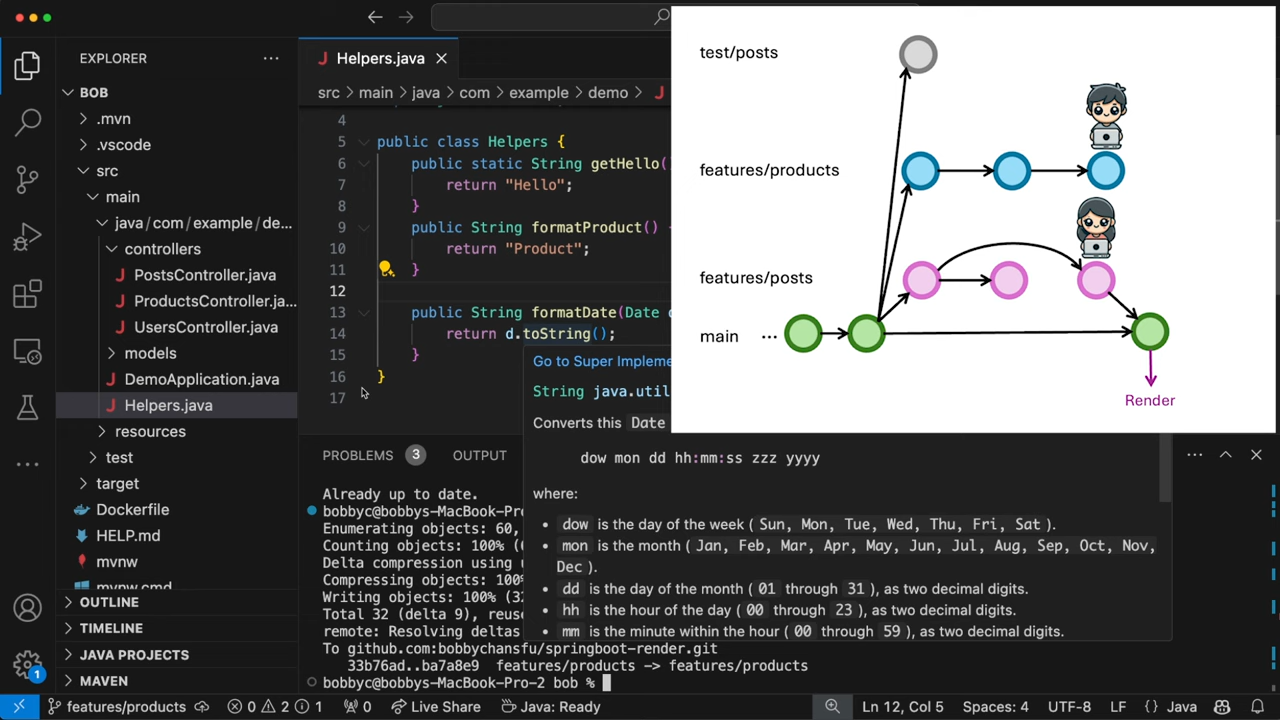 EXPLORER
BOB
.mvn
.vscode
src
main
java/com/example/de...
controllers
PostsController.java
ProductsController.ja...
UsersController.java
models
DemoApplication.java
Helpers.java
resources
test
target
Dockerfile
HELP.md
mvnw
mvnw.cmd
OUTLINE
TIMELINE
JAVA PROJECTS
MAVEN
Helpers.java
src > main > java > com > example > demo >
4
5 public class Helpers {
6 public static String getHello()
7 return "Hello";
8 }
9 public String formatProduct() {
10 return "Product";
11 }
12
13 public String formatDate(Date
14 return d.toString();
15 }
16 }
17
Go to Super Impleme
String java.util
Converts this Date
dow mon dd hh:mm:ss zzz yyyy
where:
• dow is the day of the week (Sun, Mon, Tue, Wed, Thu, Fri, Sat).
• mon is the month (Jan, Feb, Mar, Apr, May, Jun, Jul, Aug, Sep, Oct, Nov,
Dec).
• dd is the day of the month (01 through 31), as two decimal digits.
• hh is the hour of the day (00 through 23), as two decimal digits.
• mm is the minute within the hour (00 through 59), as two decimal digits.
test/posts
features/products
features/posts
main ...
Render
PROBLEMS 3 OUTPUT
Already up to date.
bobbyc@bobbys-MacBook-Pro
Enumerating objects: 60,
Counting objects: 100% (
Delta compression using
Compressing objects: 100%
Writing objects: 100% (32
Total 32 (delta 9), reuse
remote: Resolving deltas
To github.com:bobbychansfu/springboot-render.git
33b76ad..ba7a8e9 features/products -> features/products
bobbyc@bobbys-MacBook-Pro-2 bob %
1
features/products 0 2 1 0 Live Share Java: Ready Ln 12, Col 5 Spaces: 4 UTF-8 LF {} Java